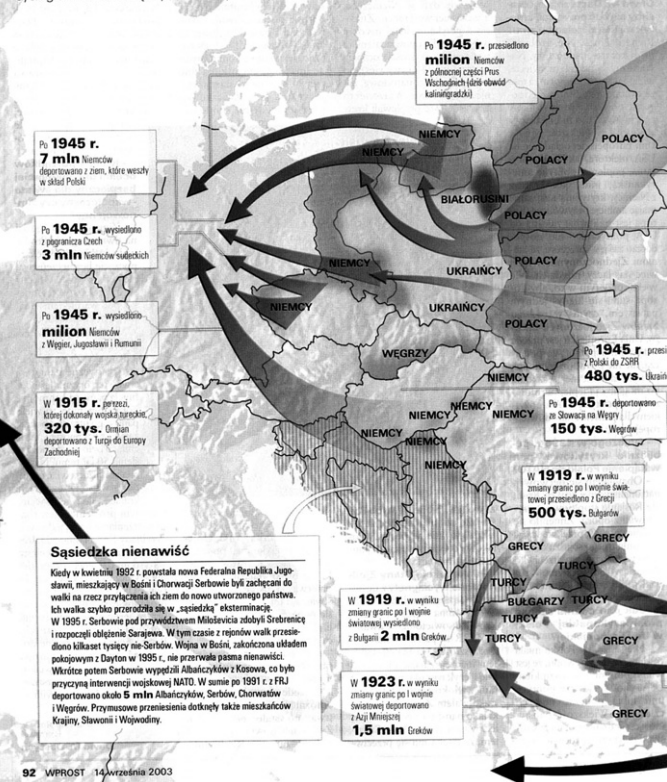 Po 1945 r. przesiedlono
milion Niemców
z północnej części Prus
Wschodnich (dziś obwód
kaliningradzki)
Po 1945 r.
7 mln Niemców
deportowano z ziem, które weszły
w skład Polski
Po 1945 r. wysiedlono
z pogranicza Czech
3 mln Niemców sudeckich
Po 1945 r. wysiedlono
milion Niemców
z Węgier, Jugosławii i Rumunii
W 1915 r. po rzezi,
której dokonały wojska tureckie,
320 tys. Ormian
deportowano z Turcji do Europy
Zachodniej
NIEMCY
NIEMCY
POLACY
POLACY
BIAŁORUSINI
POLACY
NIEMCY
UKRAIŃCY
POLACY
NIEMCY
UKRAIŃCY
POLACY
WĘGRZY
NIEMCY
NIEMCY
NIEMCY
NIEMCY
NIEMCY
NIEMCY
NIEMCY
Po 1945 r. przesi
z Polski do ZSRR
480 tys. Ukraiń
Po 1945 r. deportowano
ze Słowacji na Węgry
150 tys. Węgrów
W 1919 r. w wyniku
zmiany granic po I wojnie świa-
towej przesiedlono z Grecji
500 tys. Bułgarów
GRECY
GRECY
TURCY
TURCY
BUŁGARZY
TURCY
TURCY
TURCY
GRECY
GRECY
W 1919 r. w wyniku
zmiany granic po I wojnie
światowej wysiedlono
z Bułgarii 2 mln Greków
W 1923 r. w wyniku
zmiany granic po I wojnie
światowej deportowano
z Azji Mniejszej
1,5 mln Greków
Sąsiedzka nienawiść
Kiedy w kwietniu 1992 r. powstała nowa Federalna Republika Jugo-
sławii, mieszkający w Bośni i Chorwacji Serbowie byli zachęcani do
walki na rzecz przyłączenia ich ziem do nowo utworzonego państwa.
Ich walka szybko przerodziła się w „sąsiedzką” eksterminację.
W 1995 r. Serbowie pod przywództwem Miloševicia zdobyli Srebrenicę
i rozpoczęli oblężenie Sarajewa. W tym czasie z rejonów walk przesie-
dlono kilkaset tysięcy nie-Serbów. Wojna w Bośni, zakończona układem
pokojowym z Dayton w 1995 r., nie przerwała pasma nienawiści.
Wkrótce potem Serbowie wypędzili Albańczyków z Kosowa, co było
przyczyną interwencji wojskowej NATO. W sumie po 1991 r. z FRJ
deportowano około 5 mln Albańczyków, Serbów, Chorwatów
i Węgrów. Przymusowe przeniesienia dotknęły także mieszkańców
Krajiny, Sławonii i Wojwodiny.
92 WPROST 14 września 2003